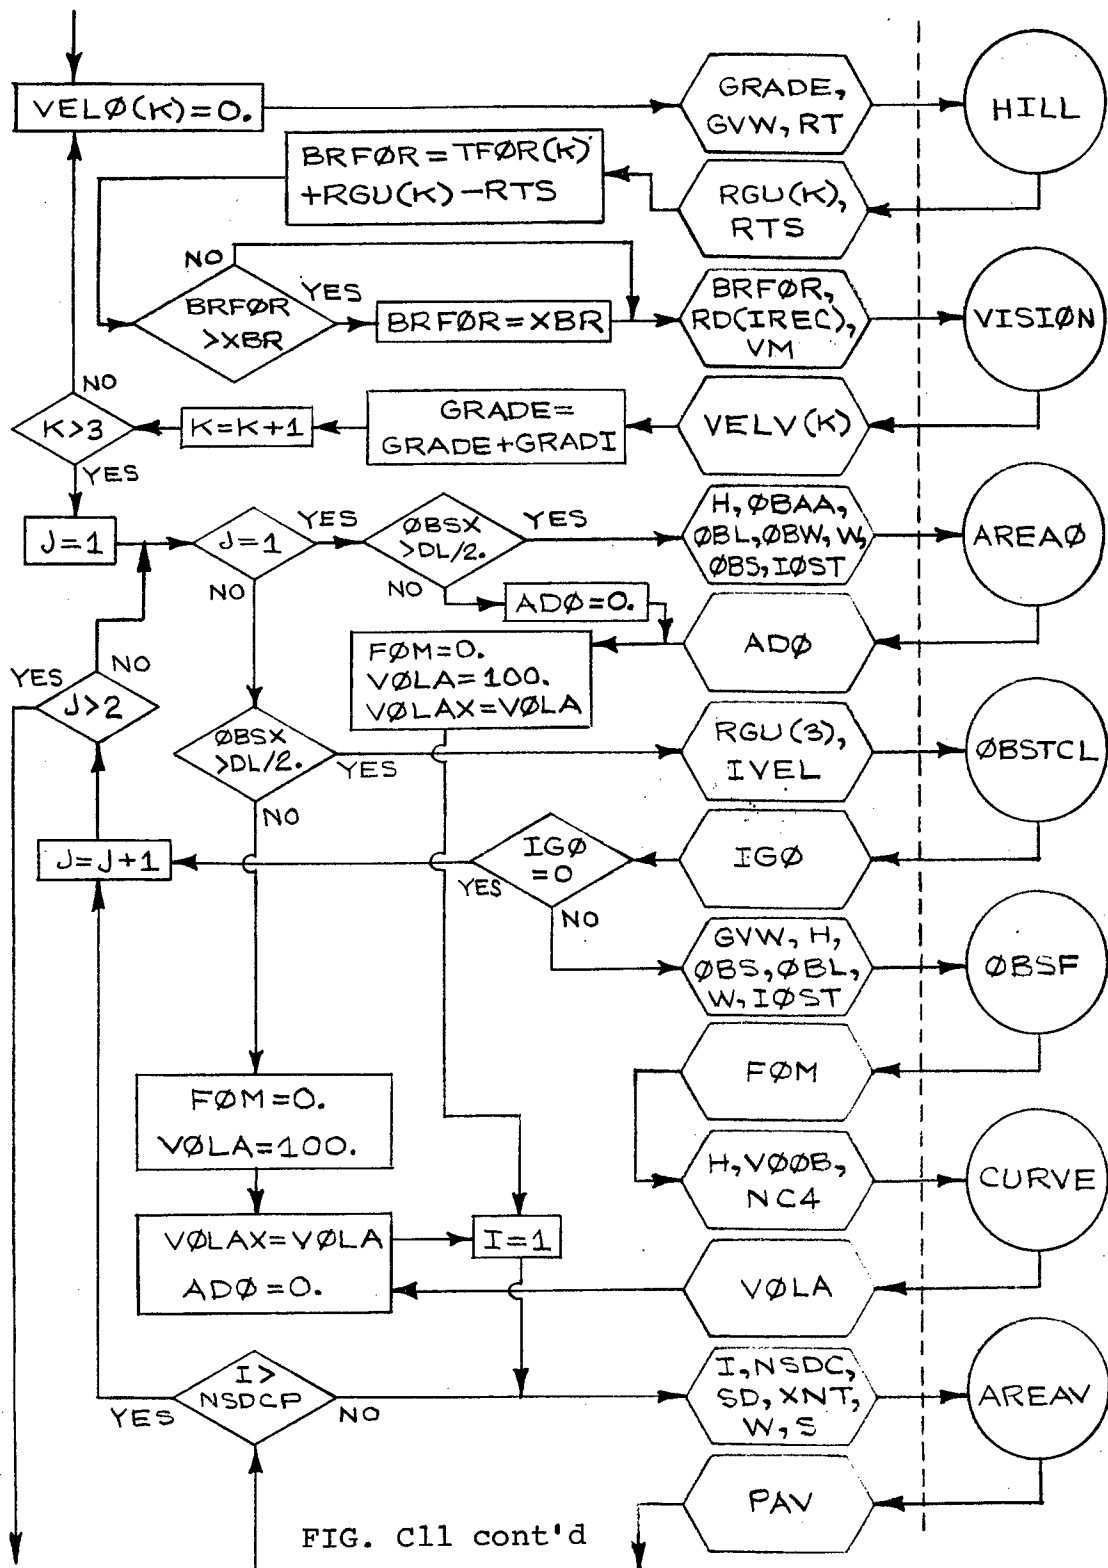 VELØ(K)=0.
GRADE,
GVW, RT
HILL
BRFØR=TFØR(K)
+RGU(K)-RTS
RGU(K),
RTS
NO
BRFØR
>XBR
YES
BRFØR=XBR
BRFØR,
RD(IREC),
VM
VISIØN
NO
K>3
YES
K=K+1
GRADE=
GRADE+GRADI
VELV(K)
J=1
J=1
YES
NO
ØBSX
>DL/2.
YES
NO
H, ØBAA,
ØBL, ØBW, W,
ØBS, IØST
AREAØ
ADØ=0.
ADØ
FØM=0.
VØLA=100.
VØLAX=VØLA
YES
NO
J>2
ØBSX
>DL/2.
YES
NO
RGU(3),
IVEL
ØBSTCL
J=J+1
IGØ
=0
YES
NO
IGØ
GVW, H,
ØBS, ØBL,
W, IØST
ØBSF
FØM
FØM=0.
VØLA=100.
H, VØØB,
NC4
CURVE
VØLAX=VØLA
ADØ=0.
I=1
VØLA
I>
NSDCP
YES
NO
I, NSDC,
SD, XNT,
W, S
AREAV
PAV
FIG. C11 cont'd